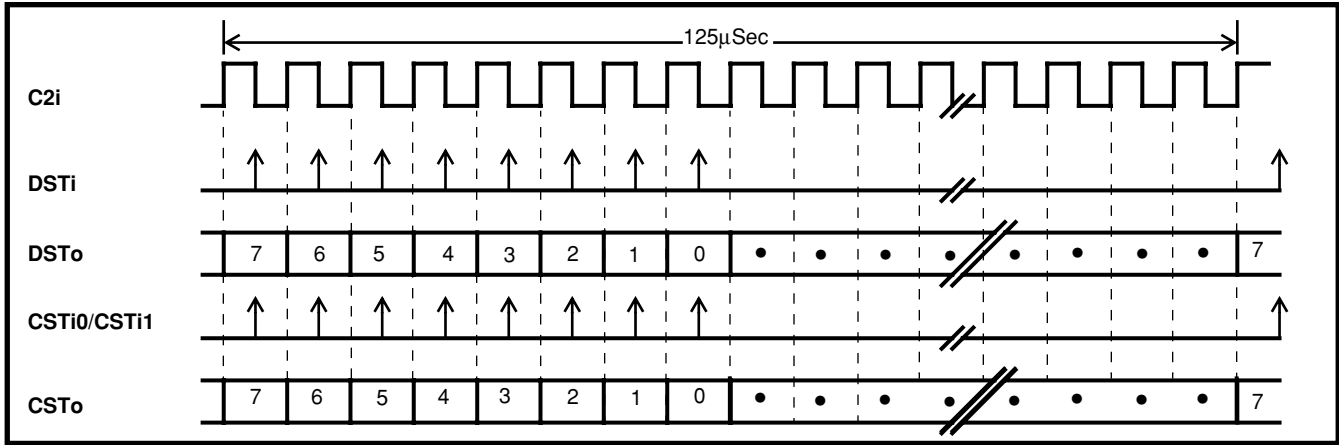 125μSec
C2i
DSTi
DSTo 7 6 5 4 3 2 1 0 • • • • • • • • 7
CSTi0/CSTi1
CSTo 7 6 5 4 3 2 1 0 • • • • • • • • 7